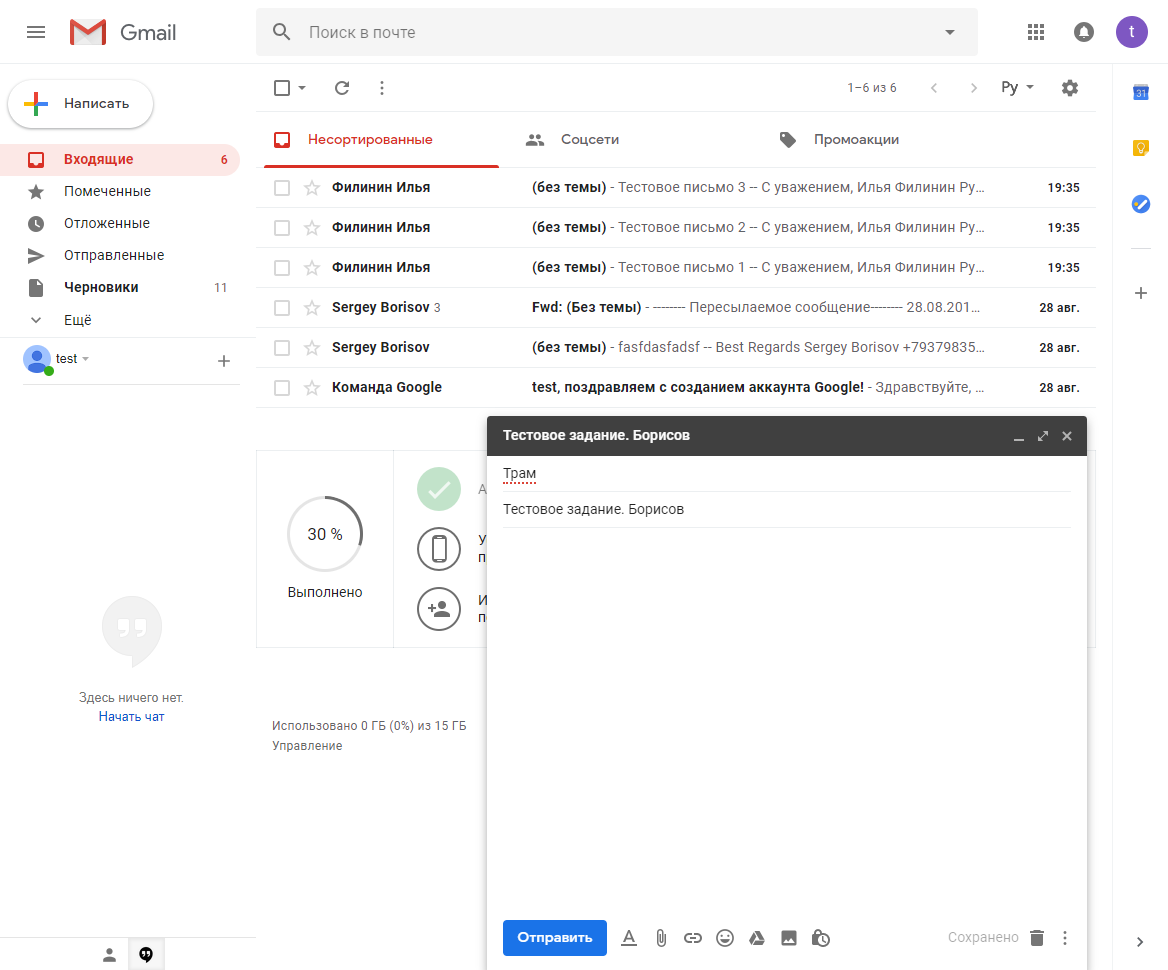 Gmail
Поиск в почте
t
Написать
1–6 из 6
Ру
31
Несортированные
Соцсети
Промоакции
Входящие 6
Помеченные
Отложенные
Отправленные
Черновики 11
Ещё
test
Филинин Илья (без темы) - Тестовое письмо 3 -- С уважением, Илья Филинин Ру… 19:35
Филинин Илья (без темы) - Тестовое письмо 2 -- С уважением, Илья Филинин Ру… 19:35
Филинин Илья (без темы) - Тестовое письмо 1 -- С уважением, Илья Филинин Ру… 19:35
Sergey Borisov 3 Fwd: (Без темы) - -------- Пересылаемое сообщение-------- 28.08.201… 28 авг.
Sergey Borisov (без темы) - fasfdasfadsf -- Best Regards Sergey Borisov +79379835… 28 авг.
Команда Google test, поздравляем с созданием аккаунта Google! - Здравствуйте, … 28 авг.
30 %
Выполнено
Здесь ничего нет.
Начать чат
Использовано 0 ГБ (0%) из 15 ГБ
Управление
Тестовое задание. Борисов
Трам
Тестовое задание. Борисов
Отправить
Сохранено